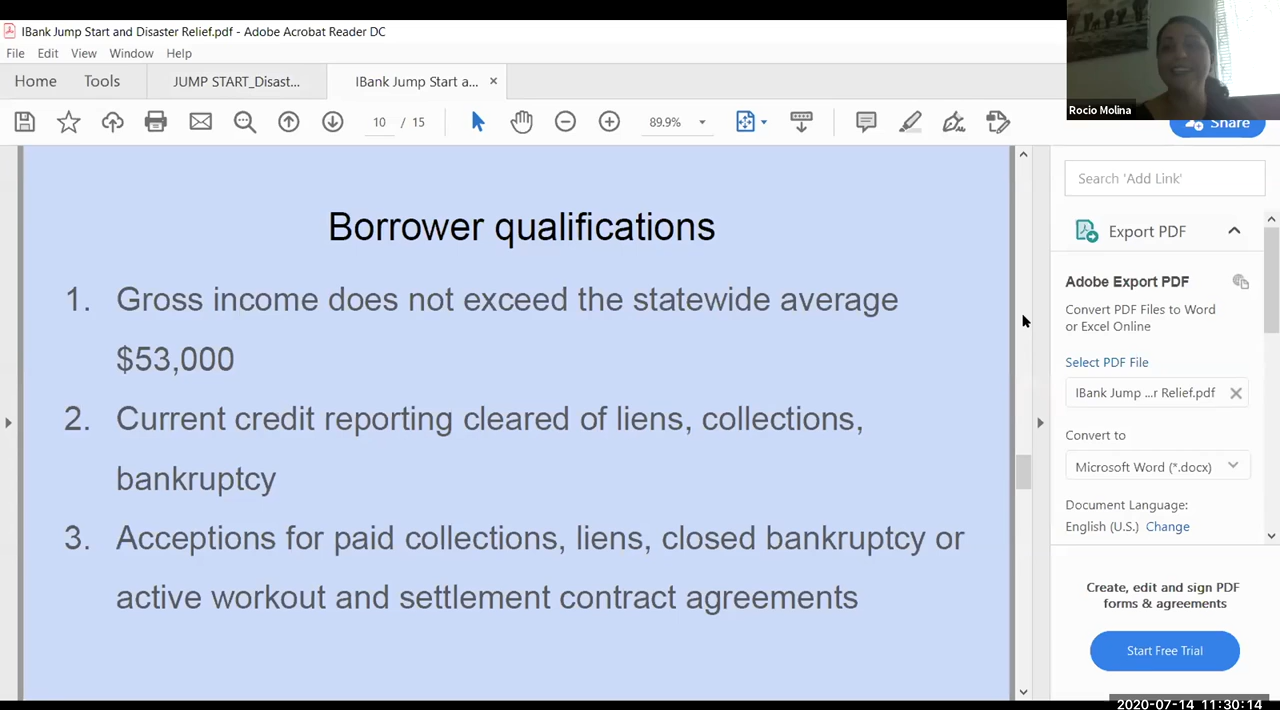 IBank Jump Start and Disaster Relief.pdf - Adobe Acrobat Reader DC
File Edit View Window Help
Home Tools JUMP START_Disast... IBank Jump Start a... ×
10 / 15 89.9%
Rocio Molina
Share
Borrower qualifications
1. Gross income does not exceed the statewide average
$53,000
2. Current credit reporting cleared of liens, collections,
bankruptcy
3. Acceptions for paid collections, liens, closed bankruptcy or
active workout and settlement contract agreements
Search 'Add Link'
Export PDF
Adobe Export PDF
Convert PDF Files to Word
or Excel Online
Select PDF File
IBank Jump ...r Relief.pdf
Convert to
Microsoft Word (*.docx)
Document Language:
English (U.S.) Change
Create, edit and sign PDF
forms & agreements
Start Free Trial
2020-07-14 11:30:14